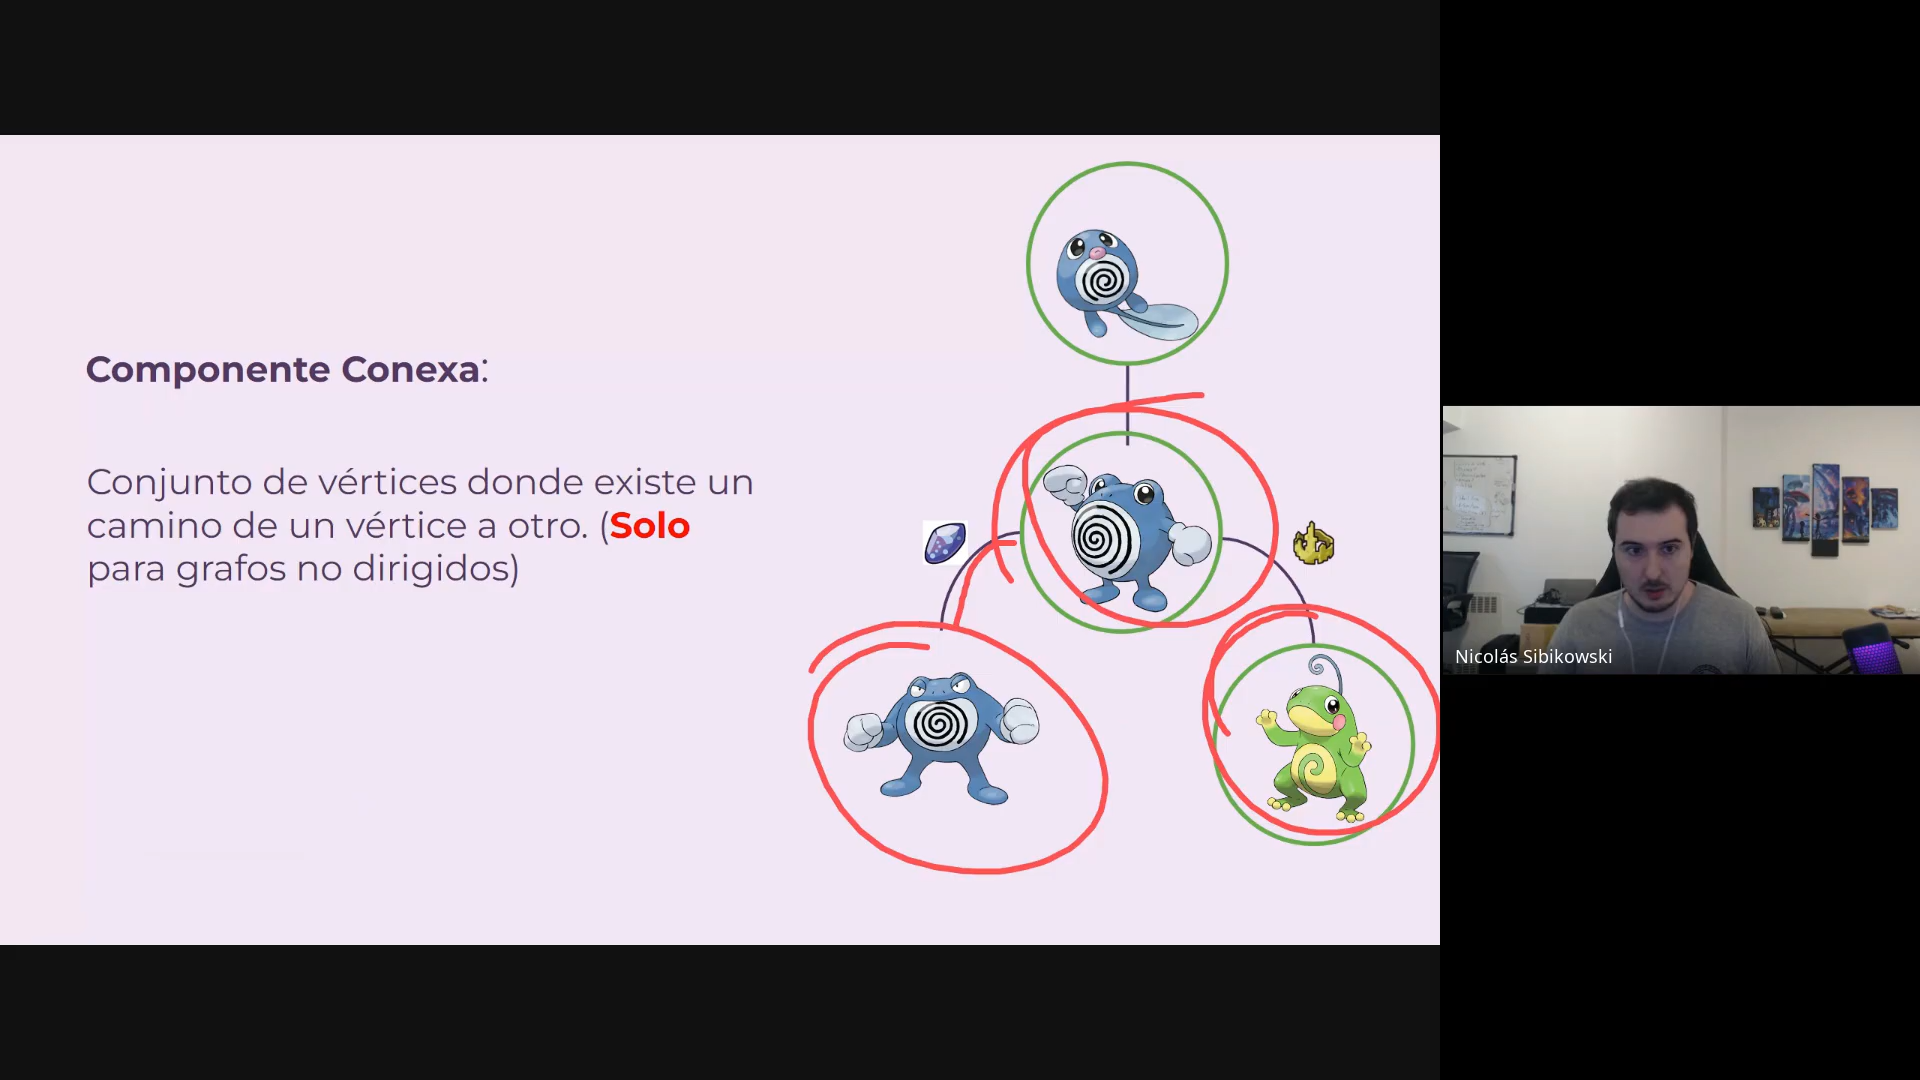 Componente Conexa:
Conjunto de vértices donde existe un
camino de un vértice a otro. (Solo
para grafos no dirigidos)
Nicolás Sibikowski